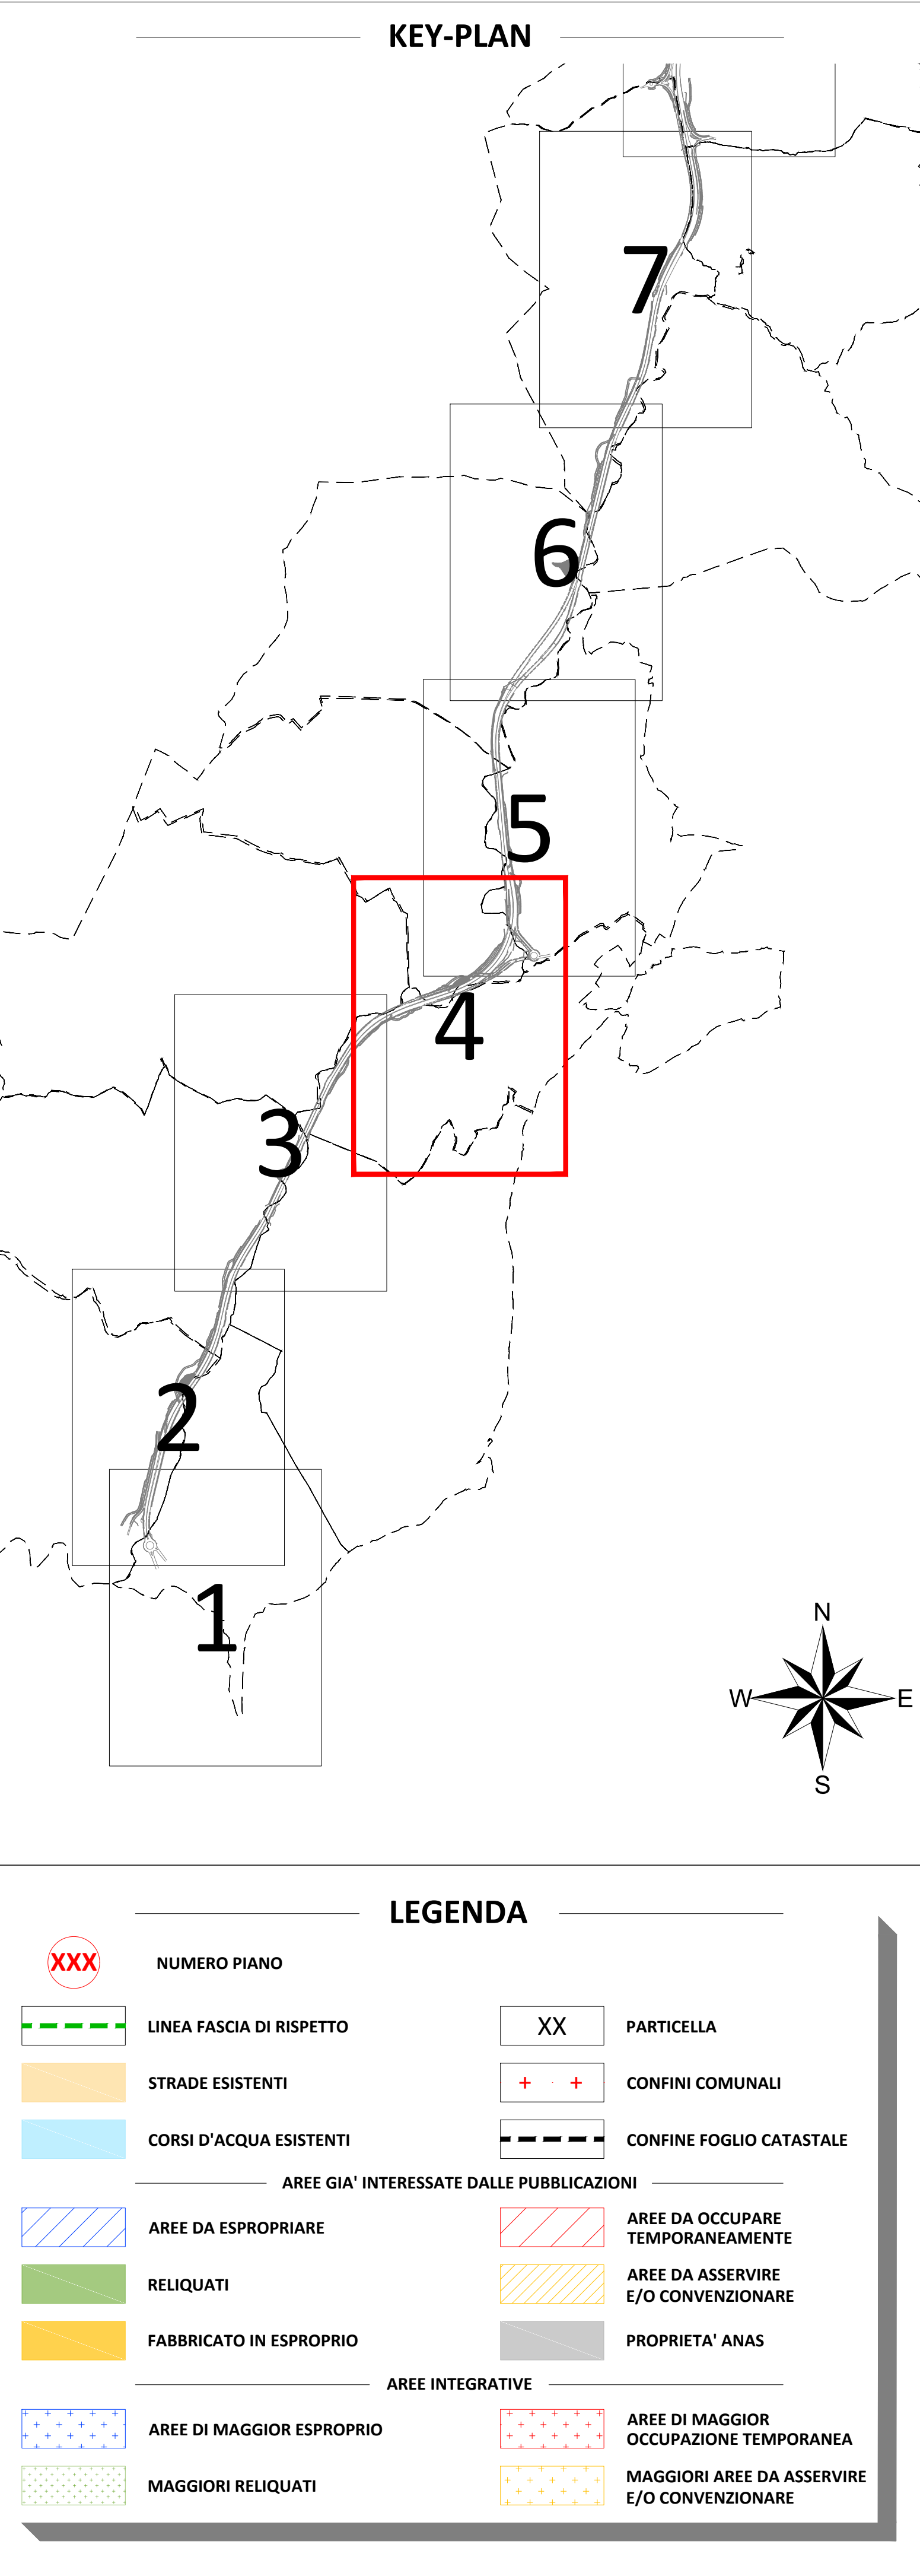 KEY-PLAN
7
6
5
4
3
2
1
N
W
E
S
LEGENDA
XXX NUMERO PIANO
LINEA FASCIA DI RISPETTO
XX PARTICELLA
STRADE ESISTENTI
CONFINI COMUNALI
CORSI D'ACQUA ESISTENTI
CONFINE FOGLIO CATASTALE
AREE GIA' INTERESSATE DALLE PUBBLICAZIONI
AREE DA ESPROPRIARE
AREE DA OCCUPARE
TEMPORANEAMENTE
RELIQUATI
AREE DA ASSERVIRE
E/O CONVENZIONARE
FABBRICATO IN ESPROPRIO
PROPRIETA' ANAS
AREE INTEGRATIVE
AREE DI MAGGIOR ESPROPRIO
AREE DI MAGGIOR
OCCUPAZIONE TEMPORANEA
MAGGIORI RELIQUATI
MAGGIORI AREE DA ASSERVIRE
E/O CONVENZIONARE